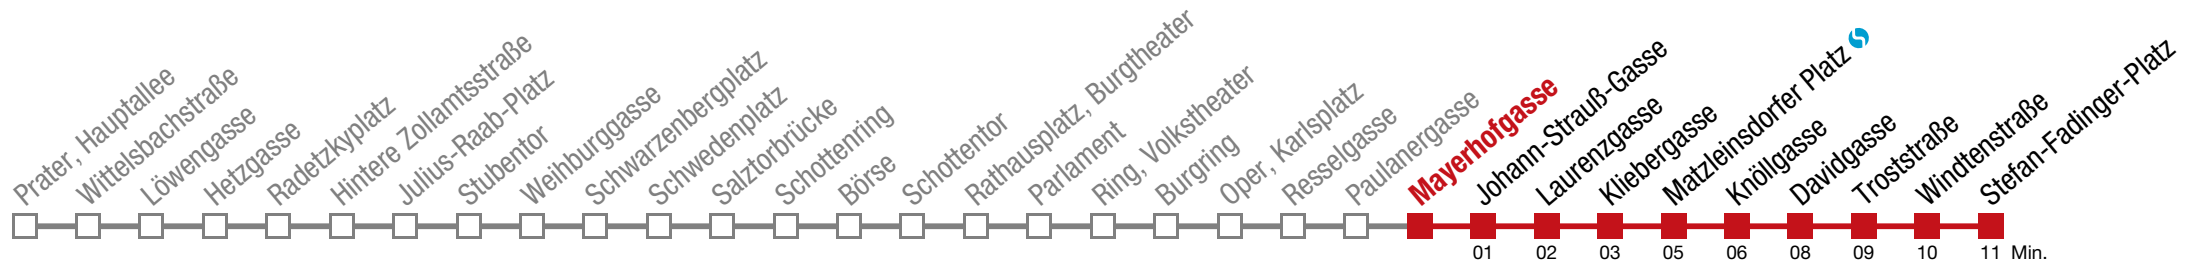 Prater, Hauptallee
Wittelsbachstraße
Löwengasse
Hetzgasse
Radetzkyplatz
Hintere Zollamtsstraße
Julius-Raab-Platz
Stubentor
Weihburggasse
Schwarzenbergplatz
Schwedenplatz
Salztorbrücke
Schottenring
Börse
Schottentor
Rathausplatz, Burgtheater
Parlament
Ring, Volkstheater
Burgring
Oper, Karlsplatz
Resselgasse
Paulanergasse
Mayerhofgasse
Johann-Strauß-Gasse
Laurenzgasse
Kliebergasse
Matzleinsdorfer Platz
Knöllgasse
Davidgasse
Troststraße
Windtenstraße
Stefan-Fadinger-Platz
01 02 03 05 06 08 09 10 11 Min.